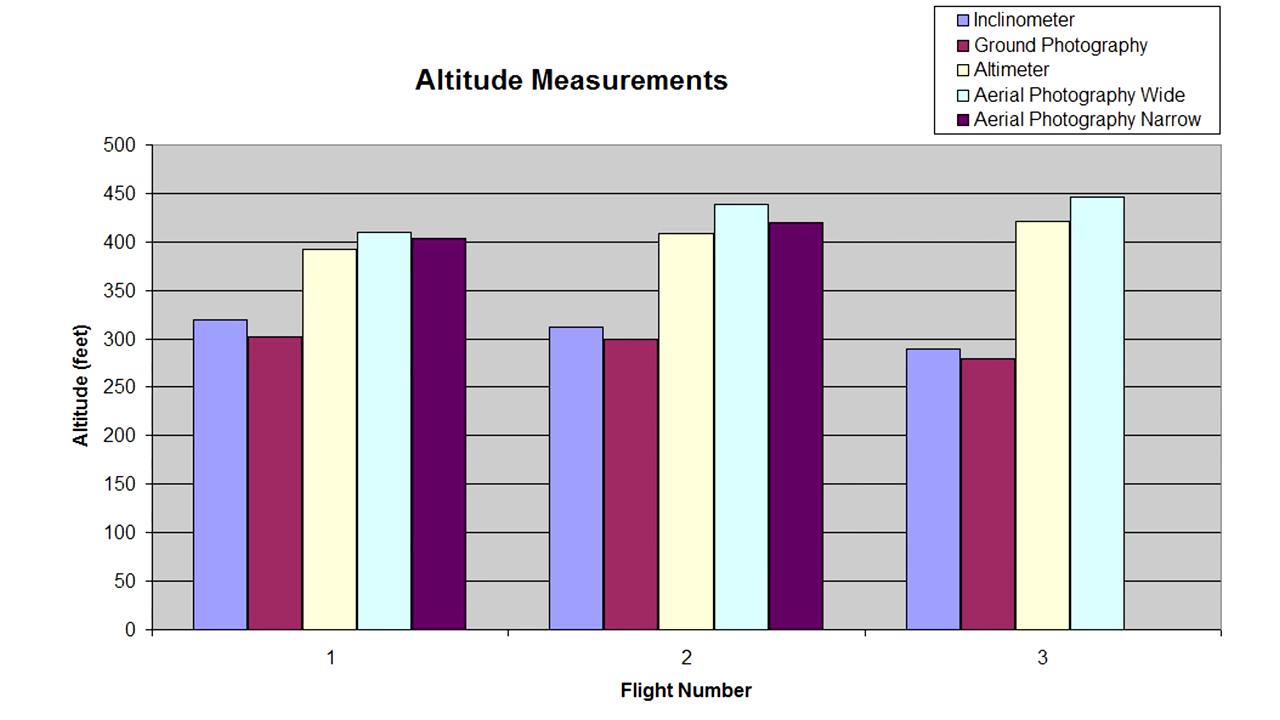 Inclinometer
Ground Photography
Altimeter
Aerial Photography Wide
Aerial Photography Narrow
Altitude Measurements
500
450
400
350
300
250
200
150
100
50
0
Altitude (feet)
1 2 3
Flight Number